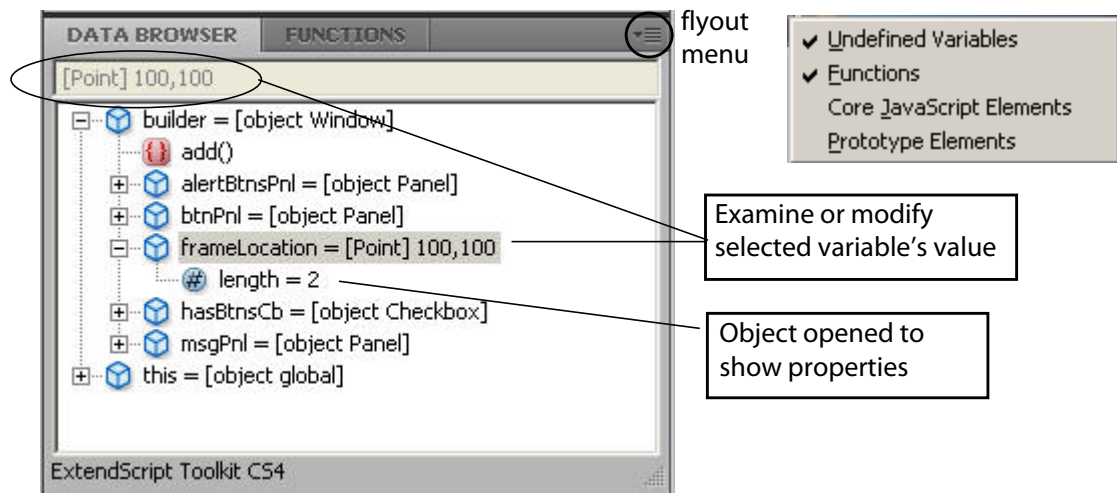 DATA BROWSER
FUNCTIONS
flyout
menu
[Point] 100,100
builder = [object Window]
add()
alertBtnsPnl = [object Panel]
btnPnl = [object Panel]
frameLocation = [Point] 100,100
length = 2
hasBtnsCb = [object Checkbox]
msgPnl = [object Panel]
this = [object global]
ExtendScript Toolkit CS4
Undefined Variables
Functions
Core JavaScript Elements
Prototype Elements
Examine or modify
selected variable’s value
Object opened to
show properties